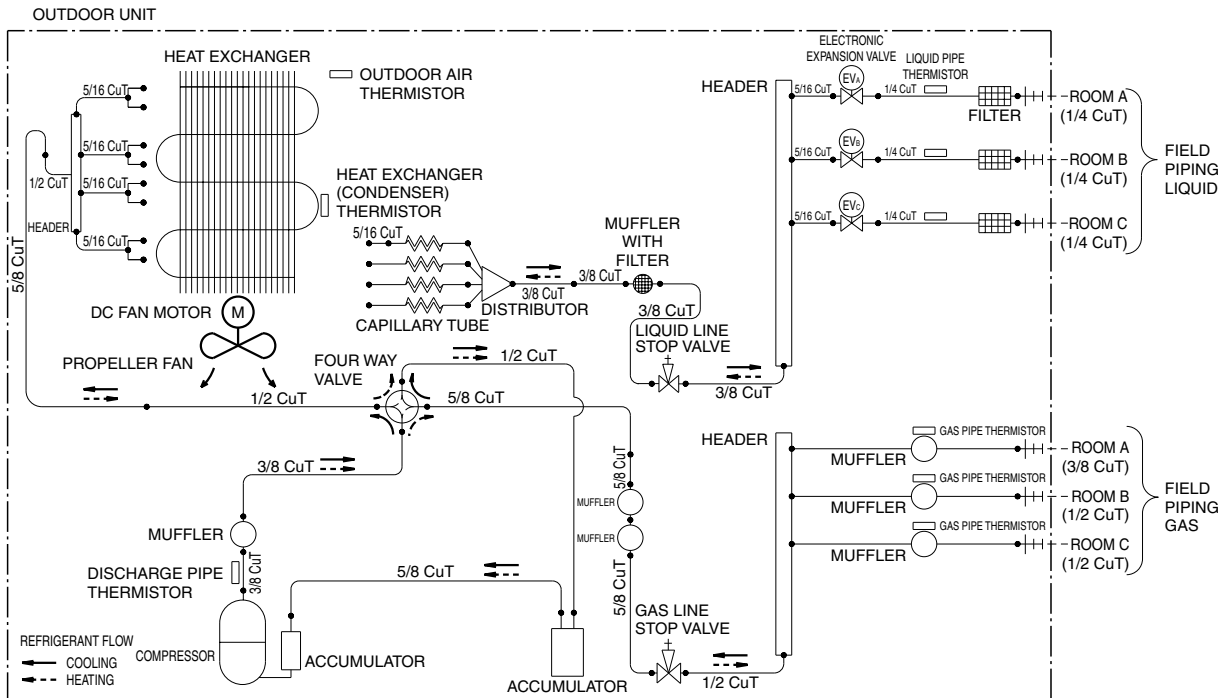 OUTDOOR UNIT
HEAT EXCHANGER
OUTDOOR AIR
THERMISTOR
5/16 CuT
5/16 CuT
5/16 CuT
5/16 CuT
1/2 CuT
HEADER
5/8 CuT
HEAT EXCHANGER
(CONDENSER)
THERMISTOR
5/16 CuT
CAPILLARY TUBE
DISTRIBUTOR
3/8 CuT
3/8 CuT
MUFFLER
WITH
FILTER
3/8 CuT
LIQUID LINE
STOP VALVE
3/8 CuT
HEADER
ELECTRONIC
EXPANSION VALVE
LIQUID PIPE
THERMISTOR
5/16 CuT
EVA
1/4 CuT
FILTER
ROOM A
(1/4 CuT)
5/16 CuT
EVB
1/4 CuT
ROOM B
(1/4 CuT)
5/16 CuT
EVC
1/4 CuT
ROOM C
(1/4 CuT)
FIELD
PIPING
LIQUID
DC FAN MOTOR
M
PROPELLER FAN
FOUR WAY
VALVE
1/2 CuT
1/2 CuT
5/8 CuT
3/8 CuT
MUFFLER
DISCHARGE PIPE
THERMISTOR
3/8 CuT
COMPRESSOR
ACCUMULATOR
5/8 CuT
ACCUMULATOR
5/8 CuT
MUFFLER
MUFFLER
5/8 CuT
GAS LINE
STOP VALVE
1/2 CuT
HEADER
GAS PIPE THERMISTOR
MUFFLER
ROOM A
(3/8 CuT)
GAS PIPE THERMISTOR
MUFFLER
ROOM B
(1/2 CuT)
GAS PIPE THERMISTOR
MUFFLER
ROOM C
(1/2 CuT)
FIELD
PIPING
GAS
REFRIGERANT FLOW
COOLING
HEATING